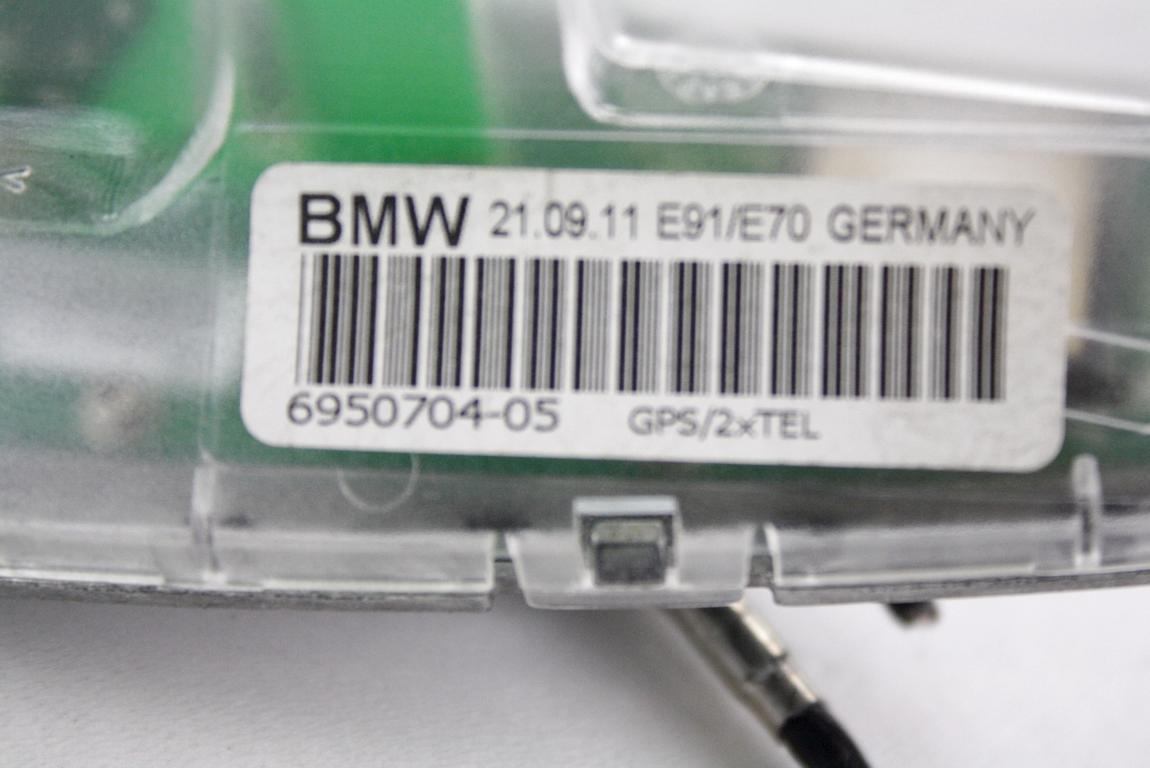 BMW 21.09.11 E91/E70 GERMANY
6950704-05 GPS/2xTEL